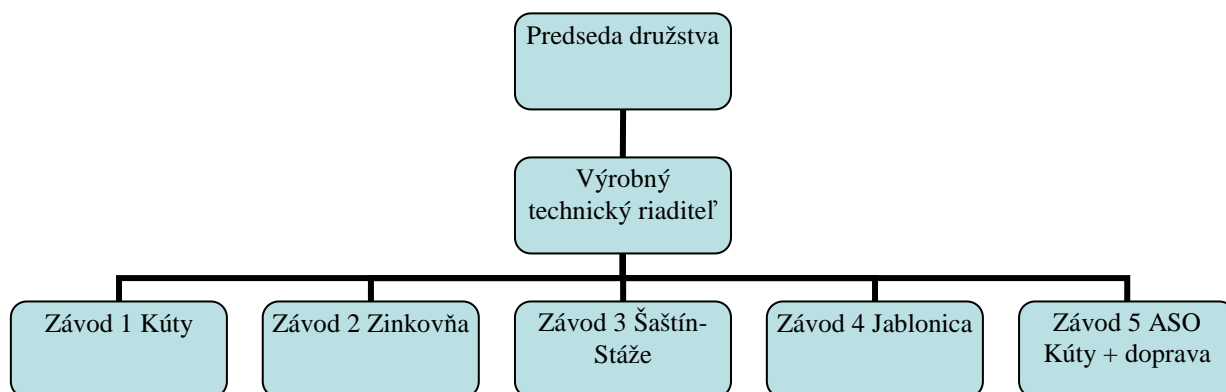 Predseda družstva
Výrobný
technický riaditeľ
Závod 1 Kúty
Závod 2 Zinkovňa
Závod 3 Šaštín-
Stáže
Závod 4 Jablonica
Závod 5 ASO
Kúty + doprava